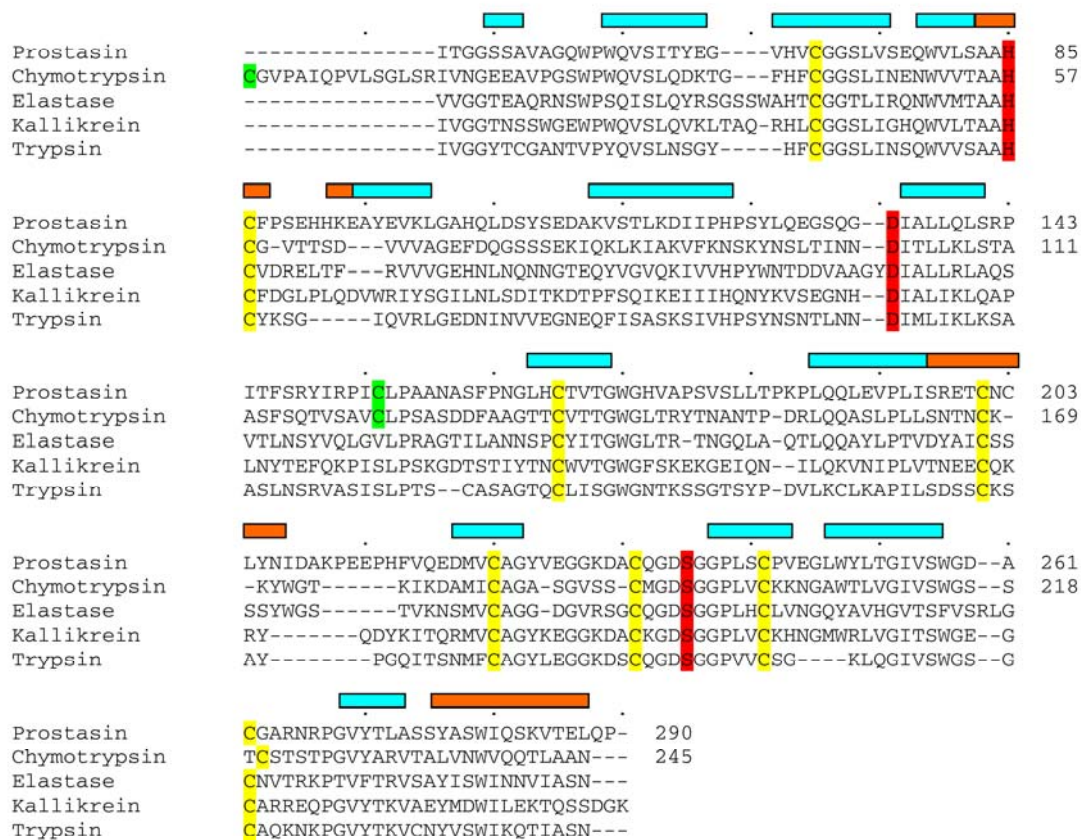 Prostasin ---------------ITGGSSAVAGQWPWQVSITYEG----VHVCGGSLVSEQWVLSAAH 85
Chymotrypsin CGVPAIQPVLSGLSRIVNGEEAVPGSWPWQVSLQDKTG---FHFCGGSLINENWVVTAAH 57
Elastase ---------------VVGGTEAQRNSWPSQISLQYRSGSSWAHTCGGTLIRQNWVMTAAH
Kallikrein ---------------IVGGTNSSWGEWPWQVSLQVKLTAQ-RHLCGGSLIGHQWVLTAAH
Trypsin ---------------IVGGYTCGANTVPYQVSLNSGY----HFCGGSLINSQWVVSAAH
Prostasin CFPSEHHKEAYEVKLGAHQLDSYSEDAKVSTLKDIIPHPSYLQEGSQG--DIALLQLSRP 143
Chymotrypsin CG-VTTSD---VVVAGEFDQGSSSEKIQKLKIAKVFKNSKYNSLTINN--DITLLKLSTA 111
Elastase CVDRELTF---RVVVGEHNLNQNNGTEQYVGVQKIVVHPYWNTDDVAAGYDIALLRLAQS
Kallikrein CFDGLPLQDVWRIYSGILNLSDITKDTPFSQIKEIIIHQNYKVSEGNH--DIALIKLQAP
Trypsin CYKSG-----IQVRLGEDNINVVEGNEQFISASKSIVHPSYNSNTLNN--DIMLIKLKSA
Prostasin ITFSRYIRPICLPAANASFPNGLHCTVTGWGHVAPSVSLLTPKPLQQLEVPLISRETCNC 203
Chymotrypsin ASFSQTVSAVCLPSASDDFAAGTTCVTTGWGLTRYTNANTP-DRLQQASLPLLSNTNCK- 169
Elastase VTLNSYVQLGVLPRAGTILANNSPCYITGWGLTR-TNGQLA-QTLQQAYLPTVDYAICSS
Kallikrein LNYTEFQKPISLPSKGDTSTIYTNCWVTGWGFSKEKGEIQN--ILQKVNIPLVTNEECQK
Trypsin ASLNSRVASISLPTS--CASAGTQCLISGWGNTKSSGTSYP-DVLKCLKAPILSDSSCKS
Prostasin LYNIDAKPEEPHFVQEDMVCAGYVEGGKDACQGDSGGPLSCPVEGLWYLTGIVSWGD--A 261
Chymotrypsin -KYWGT----KIKDAMICAGA-SGVSS-CMGDSGGPLVCKKNGAWTLVGIVSWGS--S 218
Elastase SSYWGS-----TVKNSMVCAGG-DGVRSGCQGDSGGPLHCLVNGQYAVHGVTSFVSRLG
Kallikrein RY-------QDYKITQRMVCAGYKEGGKDACKGDSGGPLVCKHNGMWRLVGITSWGEG--G
Trypsin AY--------PGQITSNMFCAGYLEGGKDSCQGDSGGPVVCSG----KLQGIVSWGSG--G
Prostasin CGARNRPGVYTLASSYASWIQSKVTELQP- 290
Chymotrypsin TCSTSTPGVYARVTALVNWVQQTLAAN--- 245
Elastase CNVTRKPTVFTRVSAYISWINNVIASN---
Kallikrein CARREQPGVYTKVAEYMDWILEKTQSSDGK
Trypsin CAQKNKPGVYTKVCNYVSWIKQTIASN---